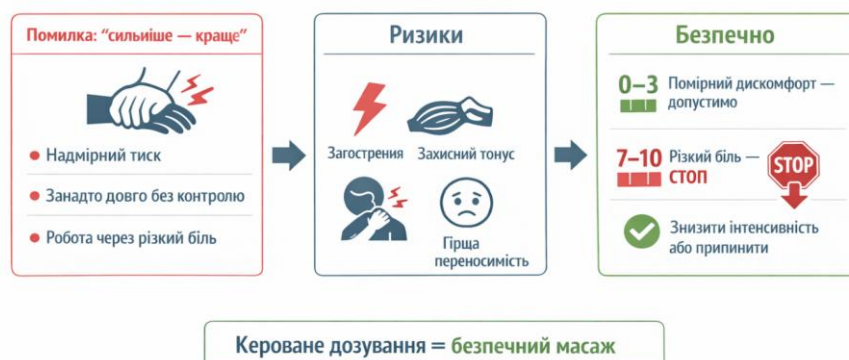 Помилка: "сильніше — краще"
• Надмірний тиск
• Занадто довго без контролю
• Робота через різкий біль
Ризики
Загострення
Захисний тонус
Гірща
переносимість
Безпечно
0–3 Помірний дискомфорт —
допустимо
7–10 Різкий біль —
СТОП
STOP
Знизити інтенсивність
або припинити
Кероване дозування = безпечний масаж